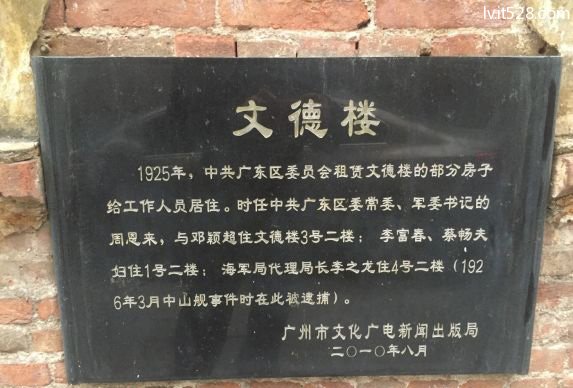 lvit528.com
文德楼
1925年，中共广东区委员会租赁文德楼的部分房子
给工作人员居住。时任中共广东区委常委、军委书记的
周恩来，与邓颖超住文德楼3号二楼；李富春、蔡畅夫
妇住1号二楼；海军局代理局长李之龙住4号二楼（192
6年3月中山舰事件时在此被逮捕）。
广州市文化广电新闻出版局
二〇一〇年八月